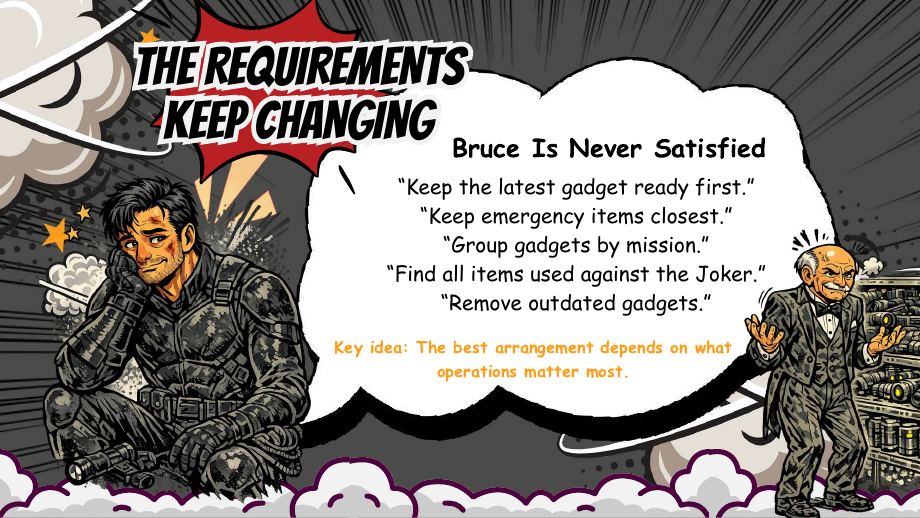 THE REQUIREMENTS
KEEP CHANGING
Bruce Is Never Satisfied
“Keep the latest gadget ready first.”
“Keep emergency items closest.”
“Group gadgets by mission.”
“Find all items used against the Joker.”
“Remove outdated gadgets.”
Key idea: The best arrangement depends on what
operations matter most.